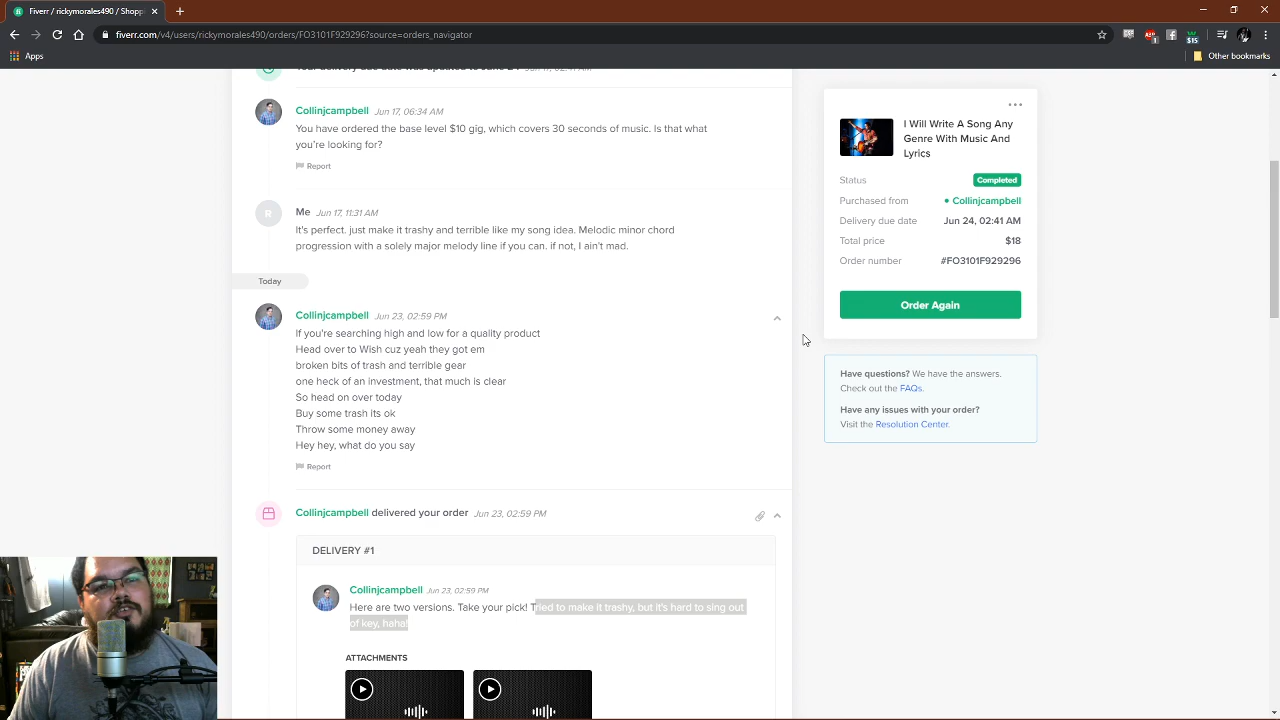 Fiverr / rickymorales490 / Shoppi
fiverr.com/v4/users/rickymorales490/orders/FO3101F929296?source=orders_navigator
Apps
Other bookmarks
Collinjcampbell Jun 17, 06:34 AM
You have ordered the base level $10 gig, which covers 30 seconds of music. Is that what
you're looking for?
Report
R
Me Jun 17, 11:31 AM
It's perfect. just make it trashy and terrible like my song idea. Melodic minor chord
progression with a solely major melody line if you can. if not, I ain't mad.
Today
Collinjcampbell Jun 23, 02:59 PM
If you're searching high and low for a quality product
Head over to Wish cuz yeah they got em
broken bits of trash and terrible gear
one heck of an investment, that much is clear
So head on over today
Buy some trash its ok
Throw some money away
Hey hey, what do you say
Report
Collinjcampbell delivered your order Jun 23, 02:59 PM
DELIVERY #1
Collinjcampbell Jun 23, 02:59 PM
Here are two versions. Take your pick! Tried to make it trashy, but it's hard to sing out
of key, haha!
ATTACHMENTS
I Will Write A Song Any
Genre With Music And
Lyrics
Status Completed
Purchased from Collinjcampbell
Delivery due date Jun 24, 02:41 AM
Total price $18
Order number #FO3101F929296
Order Again
Have questions? We have the answers.
Check out the FAQs.
Have any issues with your order?
Visit the Resolution Center.